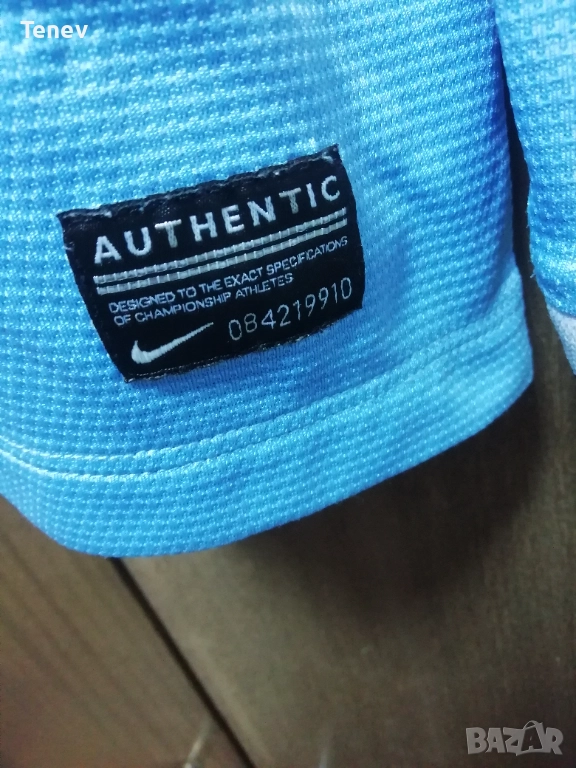 Tenev
AUTHENTIC
DESIGNED TO THE EXACT SPECIFICATIONS
OF CHAMPIONSHIP ATHLETES
084219910
BAZAR